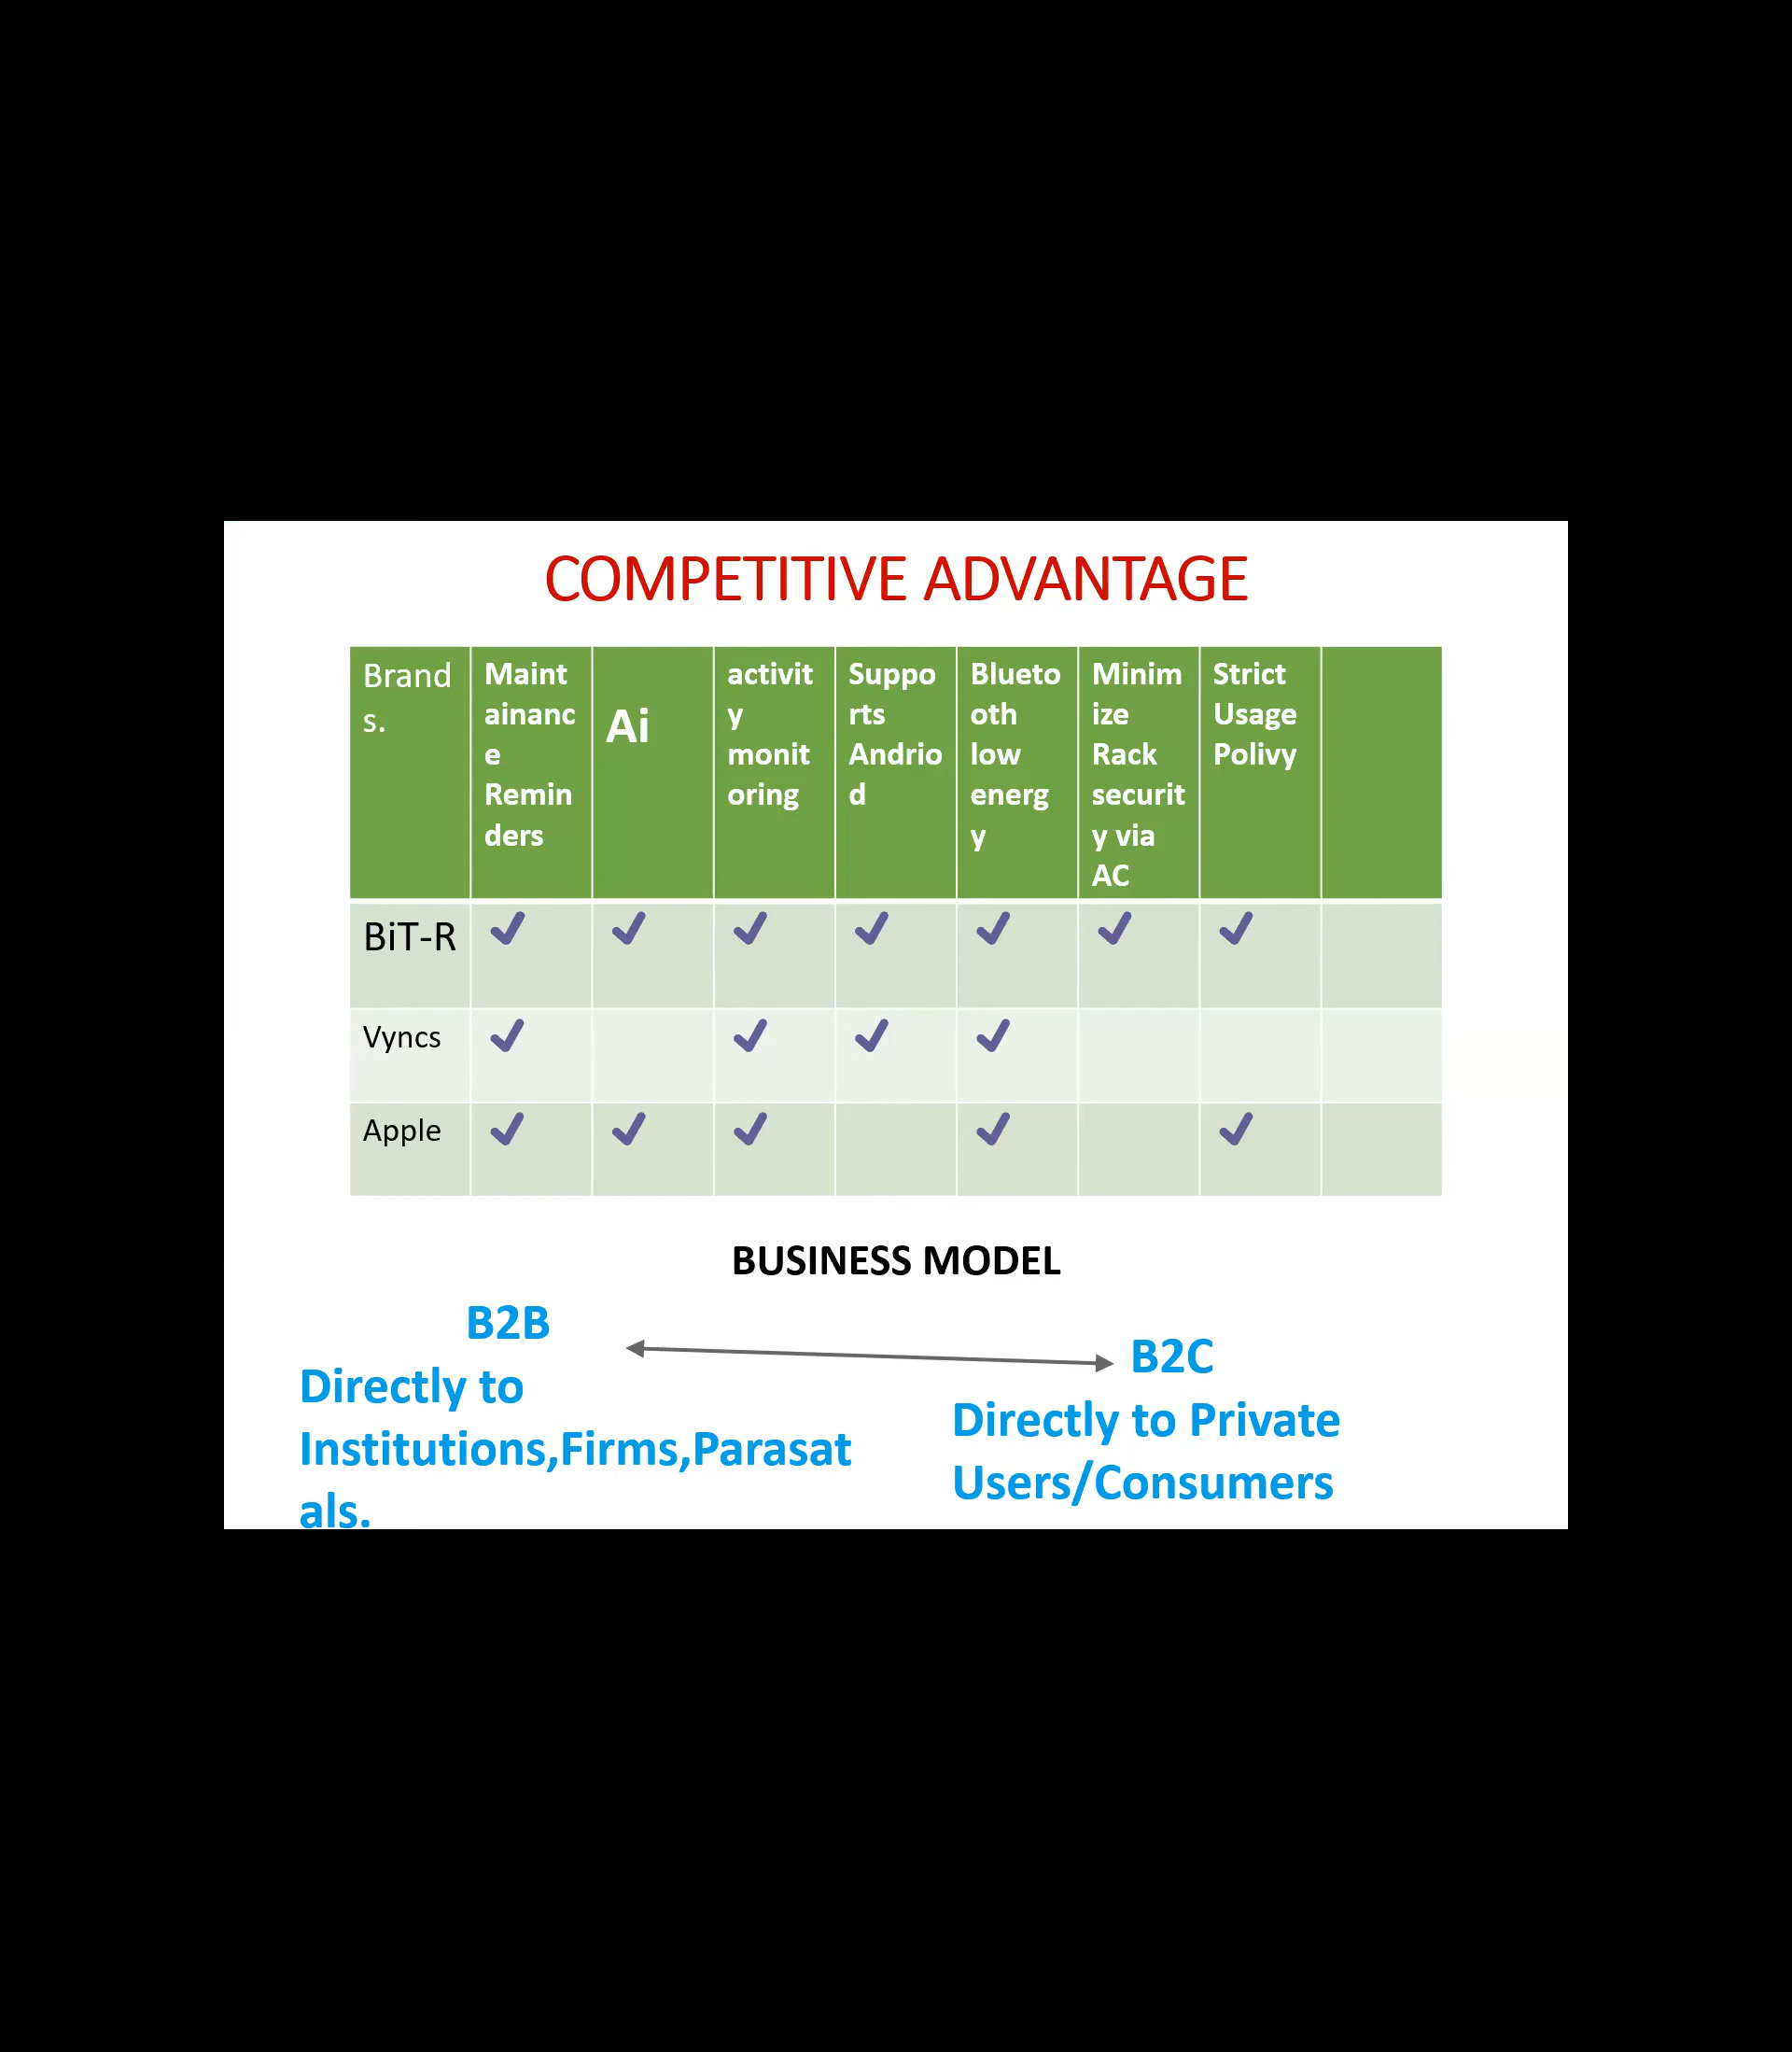 COMPETITIVE ADVANTAGE
Brand
s.
Maint
ainanc
e
Remin
ders
Ai
activit
y
monit
oring
Suppo
rts
Andrio
d
Blueto
oth
low
energ
y
Minim
ize
Rack
securit
y via
AC
Strict
Usage
Polivy
BiT-R
Vyncs
Apple
BUSINESS MODEL
B2B
Directly to
Institutions,Firms,Parasat
als.
B2C
Directly to Private
Users/Consumers